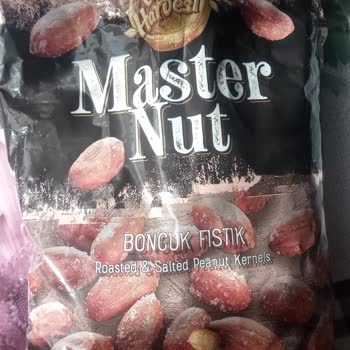 Harvest
Master
Nut
BONCUK FISTIK
Roasted & Salted Peanut Kernels